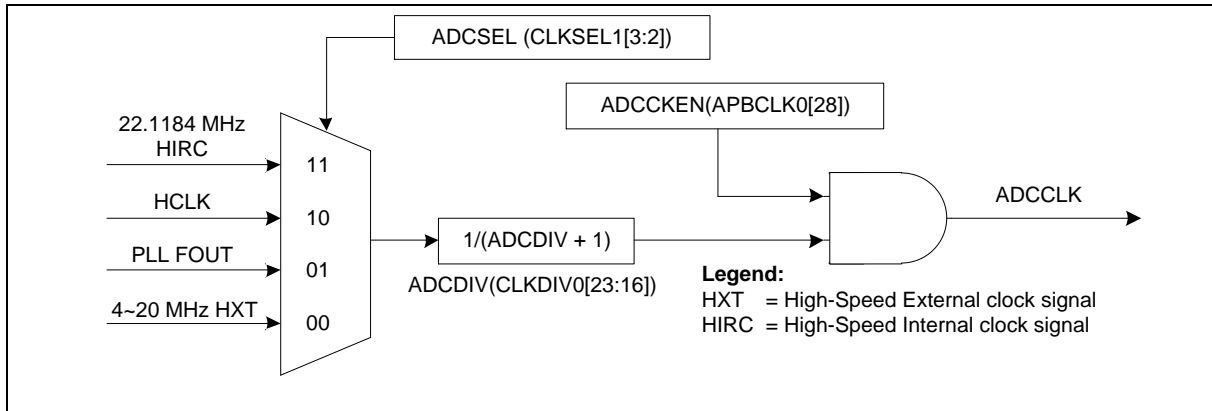 ADCSEL (CLKSEL1[3:2])
ADCCKEN(APBCLK0[28])
22.1184 MHz
HIRC
11
HCLK
10
PLL FOUT
01
4~20 MHz HXT
00
1/(ADCDIV + 1)
ADCDIV(CLKDIV0[23:16])
ADCCLK
Legend:
HXT = High-Speed External clock signal
HIRC = High-Speed Internal clock signal